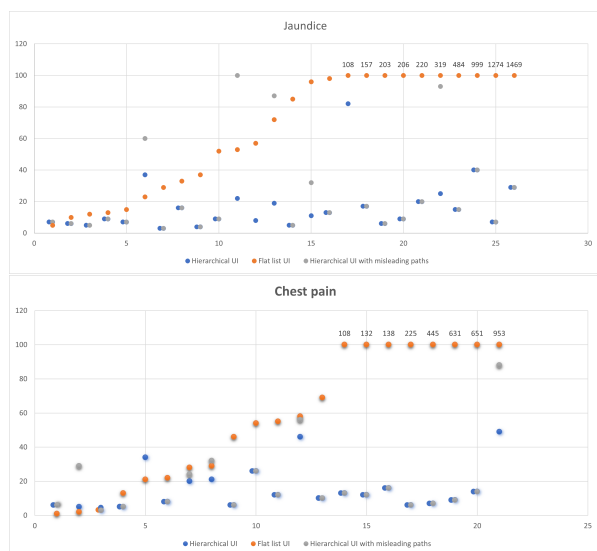 Jaundice
120
108 157 203 206 220 319 484 999 1274 1469
100
80
60
40
20
0
0 5 10 15 20 25 30
Hierarchical UI Flat list UI Hierarchical UI with misleading paths
Chest pain
120
108 132 138 225 445 631 651 953
100
80
60
40
20
0
0 5 10 15 20 25
Hierarchical UI Flat list UI Hierarchical UI with misleading paths